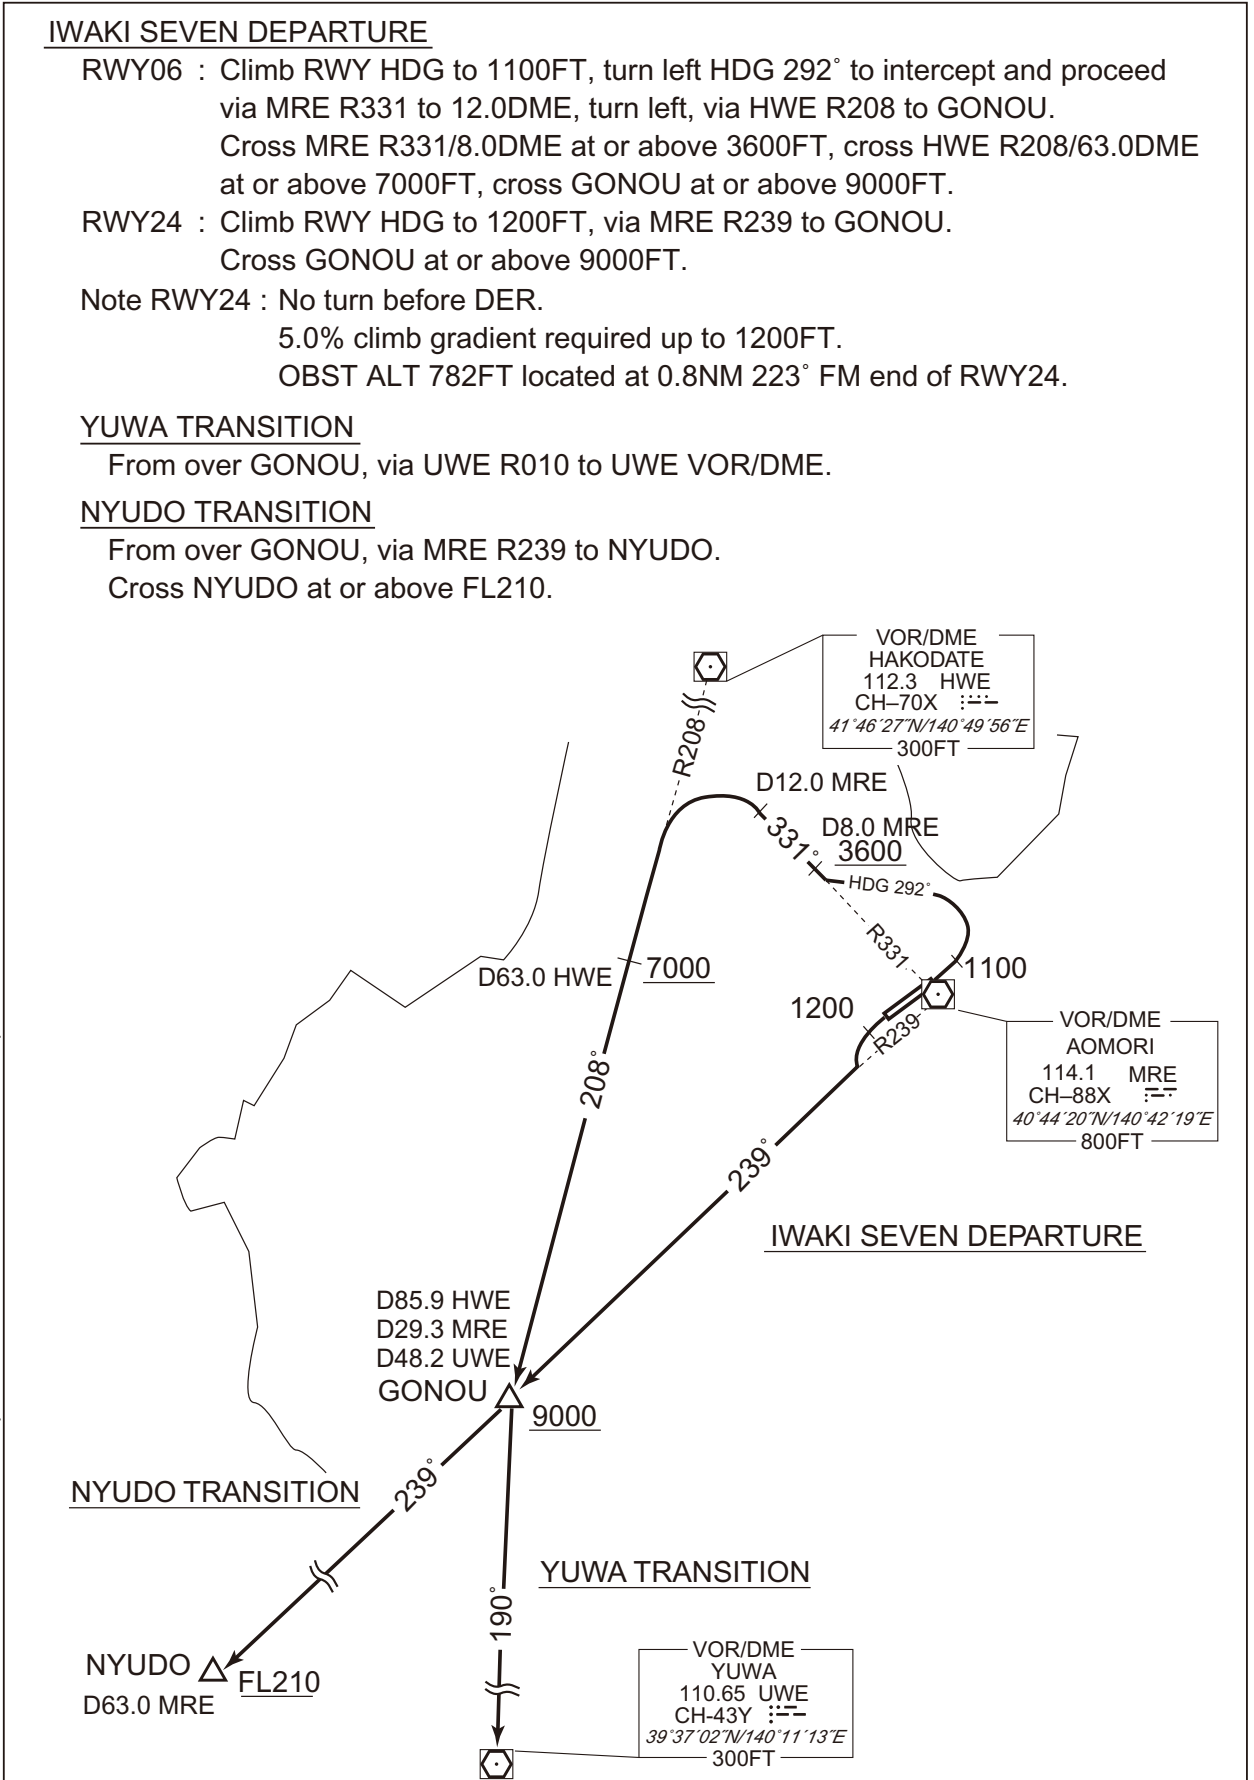 IWAKI SEVEN DEPARTURE
RWY06 : Climb RWY HDG to 1100FT, turn left HDG 292° to intercept and proceed
via MRE R331 to 12.0DME, turn left, via HWE R208 to GONOU.
Cross MRE R331/8.0DME at or above 3600FT, cross HWE R208/63.0DME
at or above 7000FT, cross GONOU at or above 9000FT.
RWY24 : Climb RWY HDG to 1200FT, via MRE R239 to GONOU.
Cross GONOU at or above 9000FT.
Note RWY24 : No turn before DER.
5.0% climb gradient required up to 1200FT.
OBST ALT 782FT located at 0.8NM 223° FM end of RWY24.
YUWA TRANSITION
From over GONOU, via UWE R010 to UWE VOR/DME.
NYUDO TRANSITION
From over GONOU, via MRE R239 to NYUDO.
Cross NYUDO at or above FL210.
VOR/DME
HAKODATE
112.3 HWE
CH–70X
41°46´27˝N/140°49´56˝E
300FT
R208
D12.0 MRE
331°
D8.0 MRE
3600
HDG 292°
R331
1100
D63.0 HWE
7000
1200
R239
VOR/DME
AOMORI
114.1 MRE
CH–88X
40°44´20˝N/140°42´19˝E
800FT
208°
239°
IWAKI SEVEN DEPARTURE
D85.9 HWE
D29.3 MRE
D48.2 UWE
GONOU
9000
239°
NYUDO TRANSITION
YUWA TRANSITION
190°
NYUDO
FL210
D63.0 MRE
VOR/DME
YUWA
110.65 UWE
CH-43Y
39°37´02˝N/140°11´13˝E
300FT